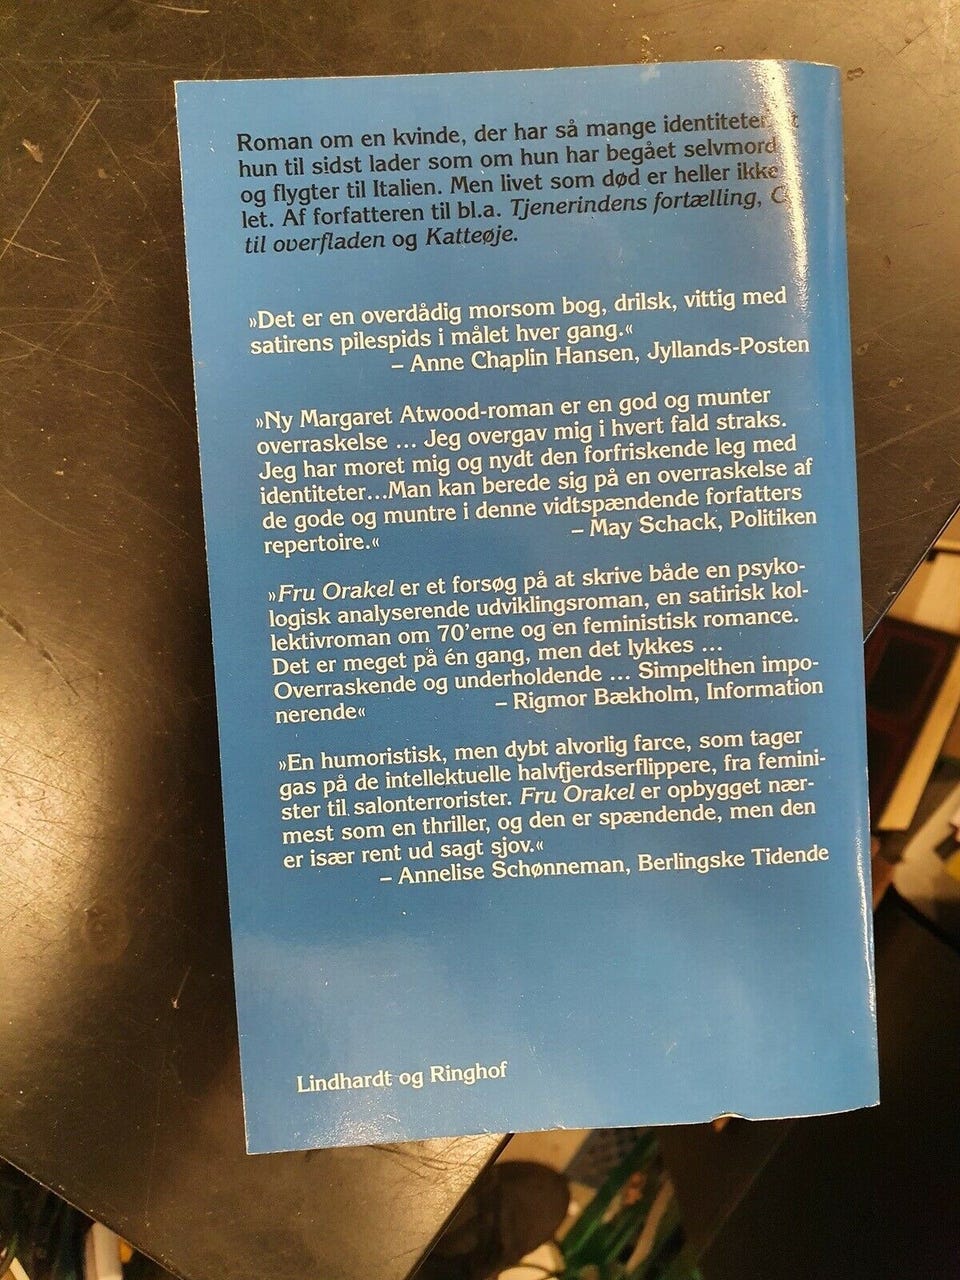 Roman om en kvinde, der har så mange identiteter
hun til sidst lader som om hun har begået selvmord
og flygter til Italien. Men livet som død er heller ikke
let. Af forfatteren til bl.a. Tjenerindens fortælling,
til overfladen og Katteøje.
»Det er en overdådig morsom bog, drilsk, vittig med
satirens pilespids i målet hver gang.«
– Anne Chaplin Hansen, Jyllands-Posten
»Ny Margaret Atwood-roman er en god og munter
overraskelse ... Jeg overgav mig i hvert fald straks.
Jeg har moret mig og nydt den forfriskende leg med
identiteter...Man kan berede sig på en overraskelse af
de gode og muntre i denne vidtspændende forfatters
repertoire.« – May Schack, Politiken
»Fru Orakel er et forsøg på at skrive både en psyko-
logisk analyserende udviklingsroman, en satirisk kol-
lektivroman om 70'erne og en feministisk romance.
Det er meget på én gang, men det lykkes ...
Overraskende og underholdende ... Simpelthen impo-
nerende« – Rigmor Bækholm, Information
»En humoristisk, men dybt alvorlig farce, som tager
gas på de intellektuelle halvfjerdserflippere, fra femini-
ster til salonterrorister. Fru Orakel er opbygget nær-
mest som en thriller, og den er spændende, men den
er især rent ud sagt sjov.«
– Annelise Schønneman, Berlingske Tidende
Lindhardt og Ringhof